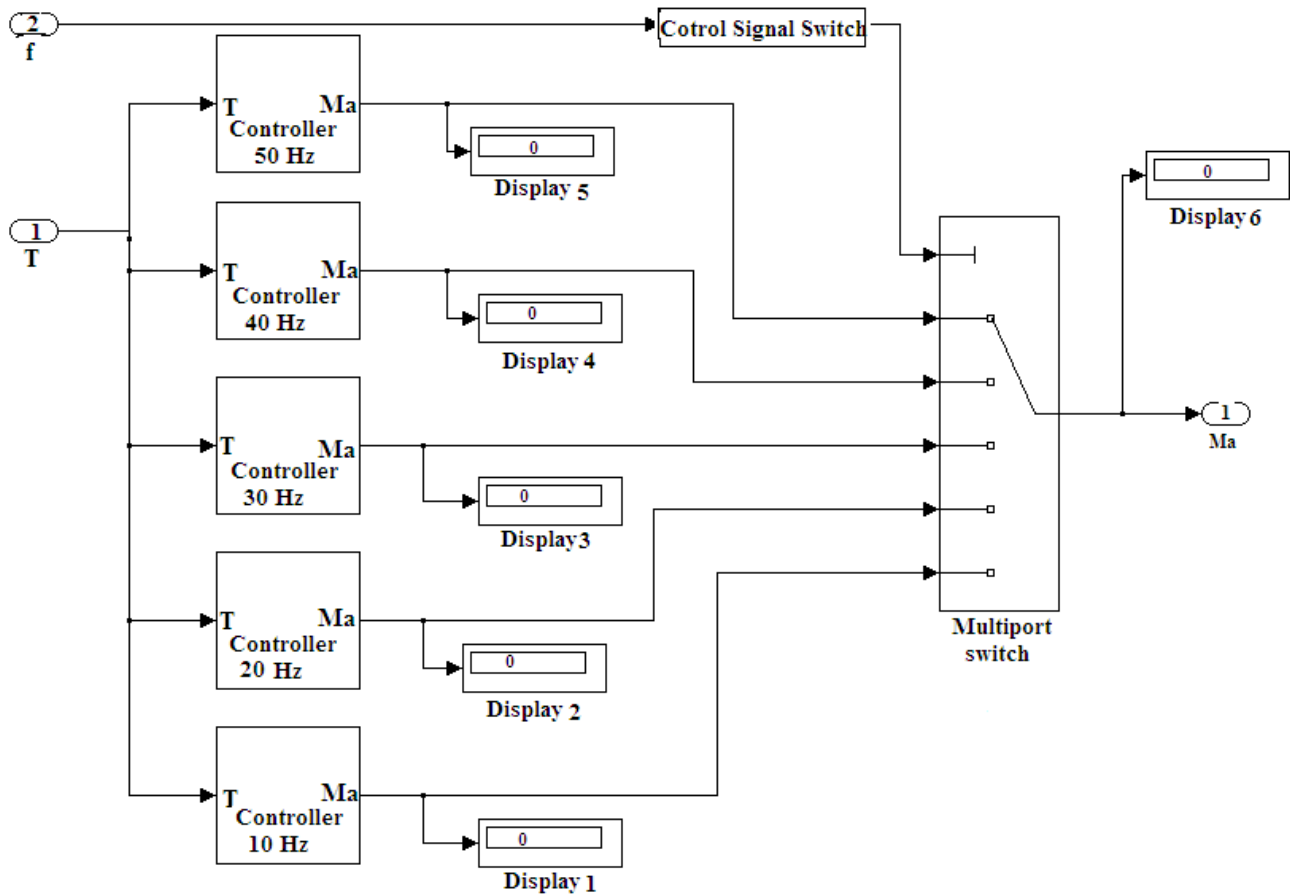 2
f
Cotrol Signal Switch
T Ma
Controller
50 Hz
0
Display 5
0
Display 6
1
T
T Ma
Controller
40 Hz
0
Display 4
1
Ma
T Ma
Controller
30 Hz
0
Display3
Multiport
switch
T Ma
Controller
20 Hz
0
Display 2
T Ma
Controller
10 Hz
0
Display 1